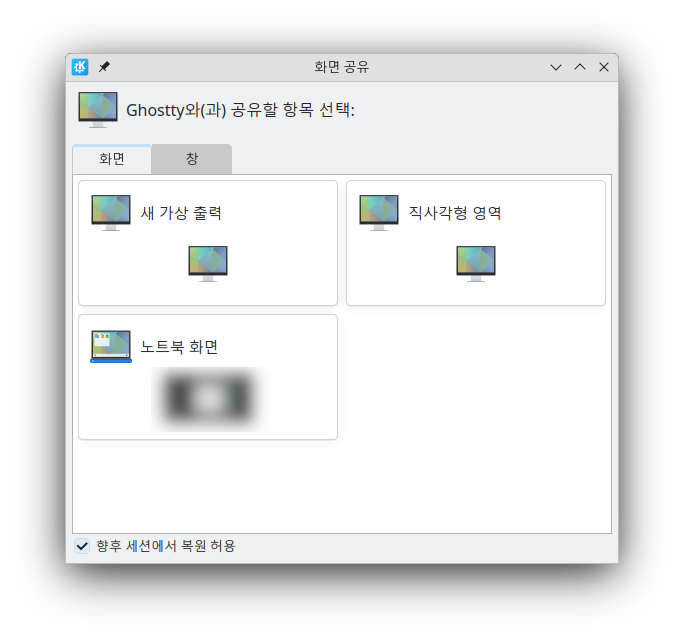 화면 공유
Ghostty와(과) 공유할 항목 선택:
화면
창
새 가상 출력
직사각형 영역
노트북 화면
향후 세션에서 복원 허용